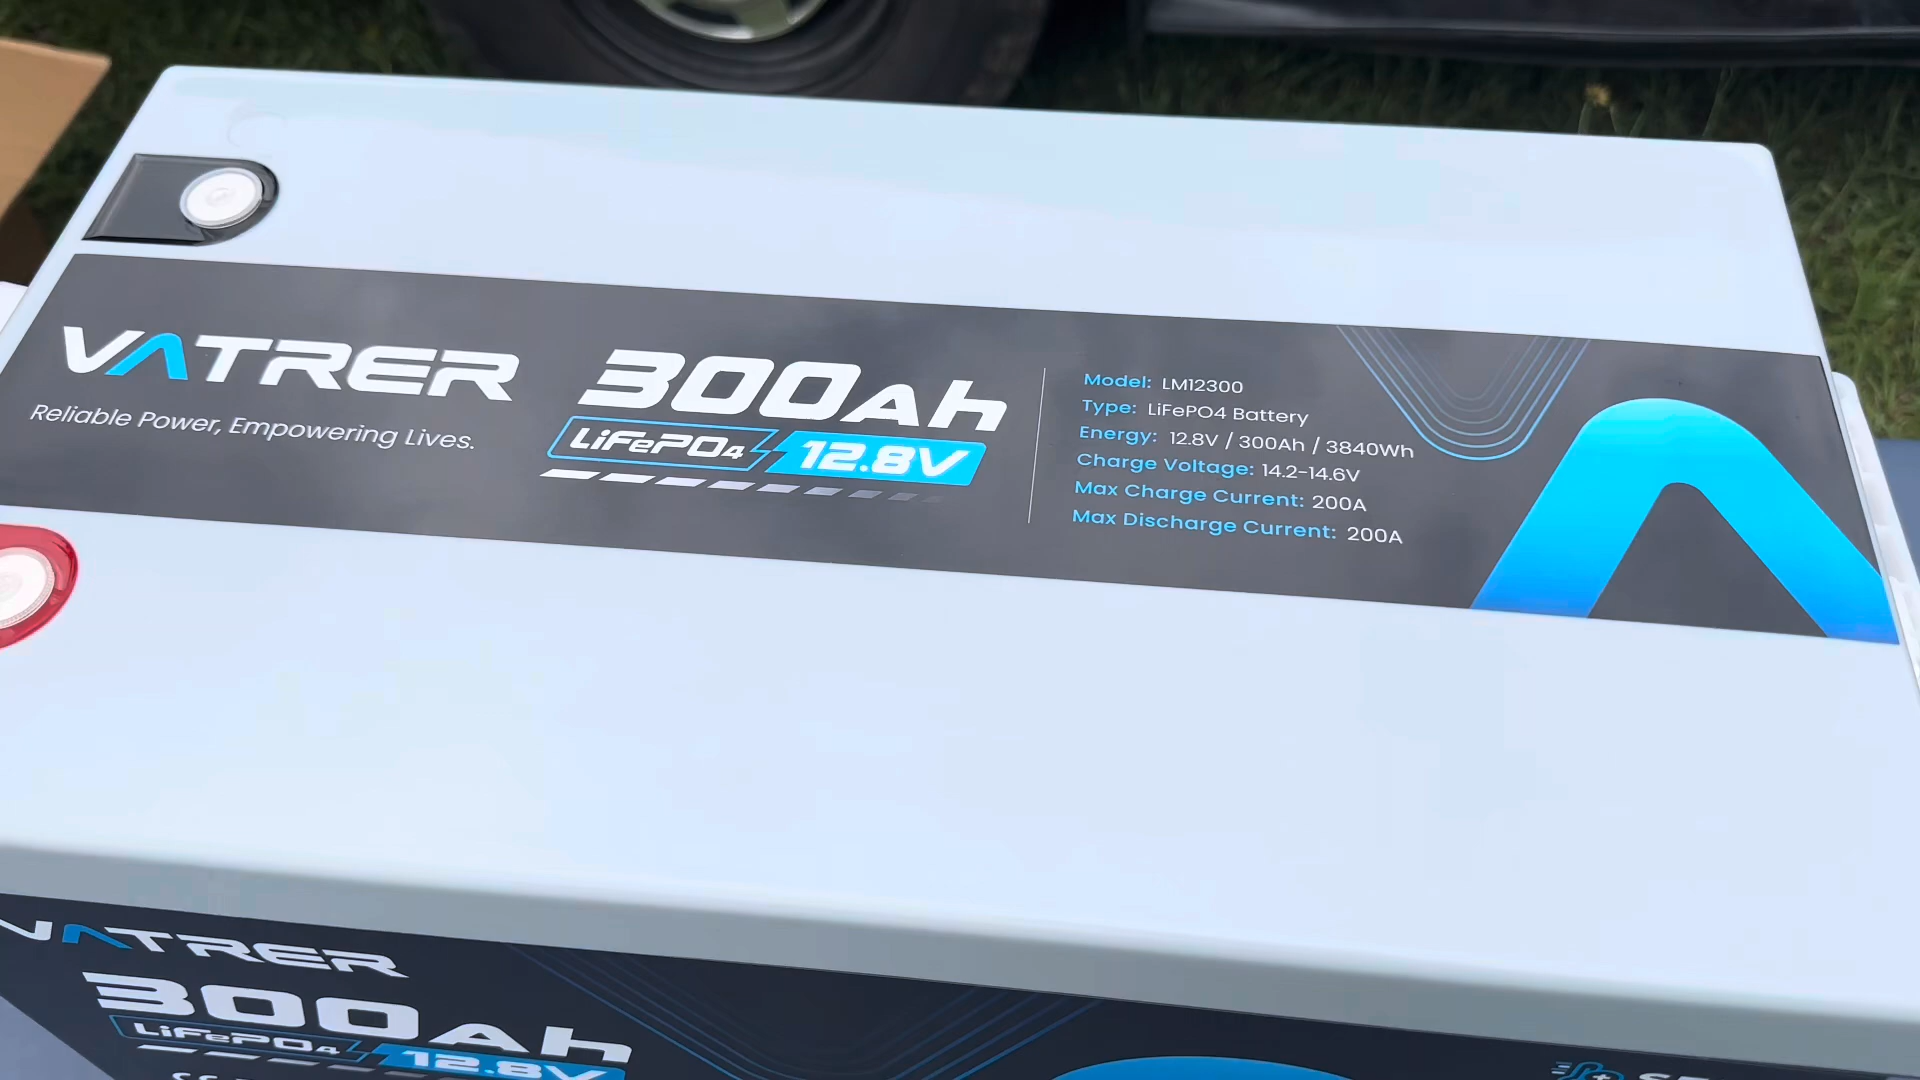 VATRER
Reliable Power, Empowering Lives.
300Ah
LiFePO4 12.8V
Model: LM12300
Type: LiFePO4 Battery
Energy: 12.8V / 300Ah / 3840Wh
Charge Voltage: 14.2-14.6V
Max Charge Current: 200A
Max Discharge Current: 200A
VATRER
300Ah
LiFePO4 12.8V